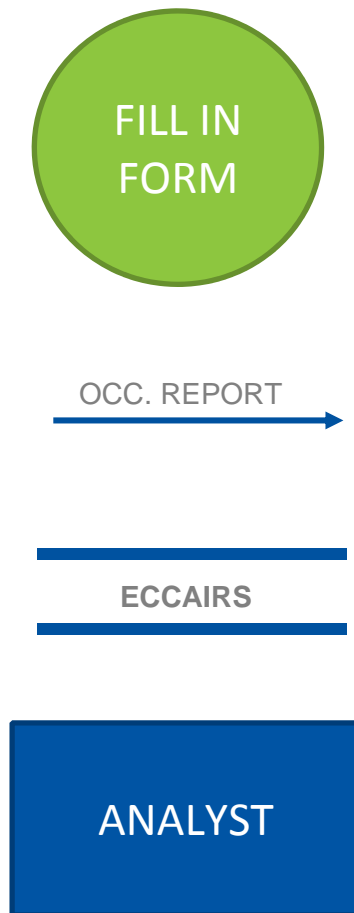 FILL IN
FORM
OCC. REPORT
ECCAIRS
ANALYST